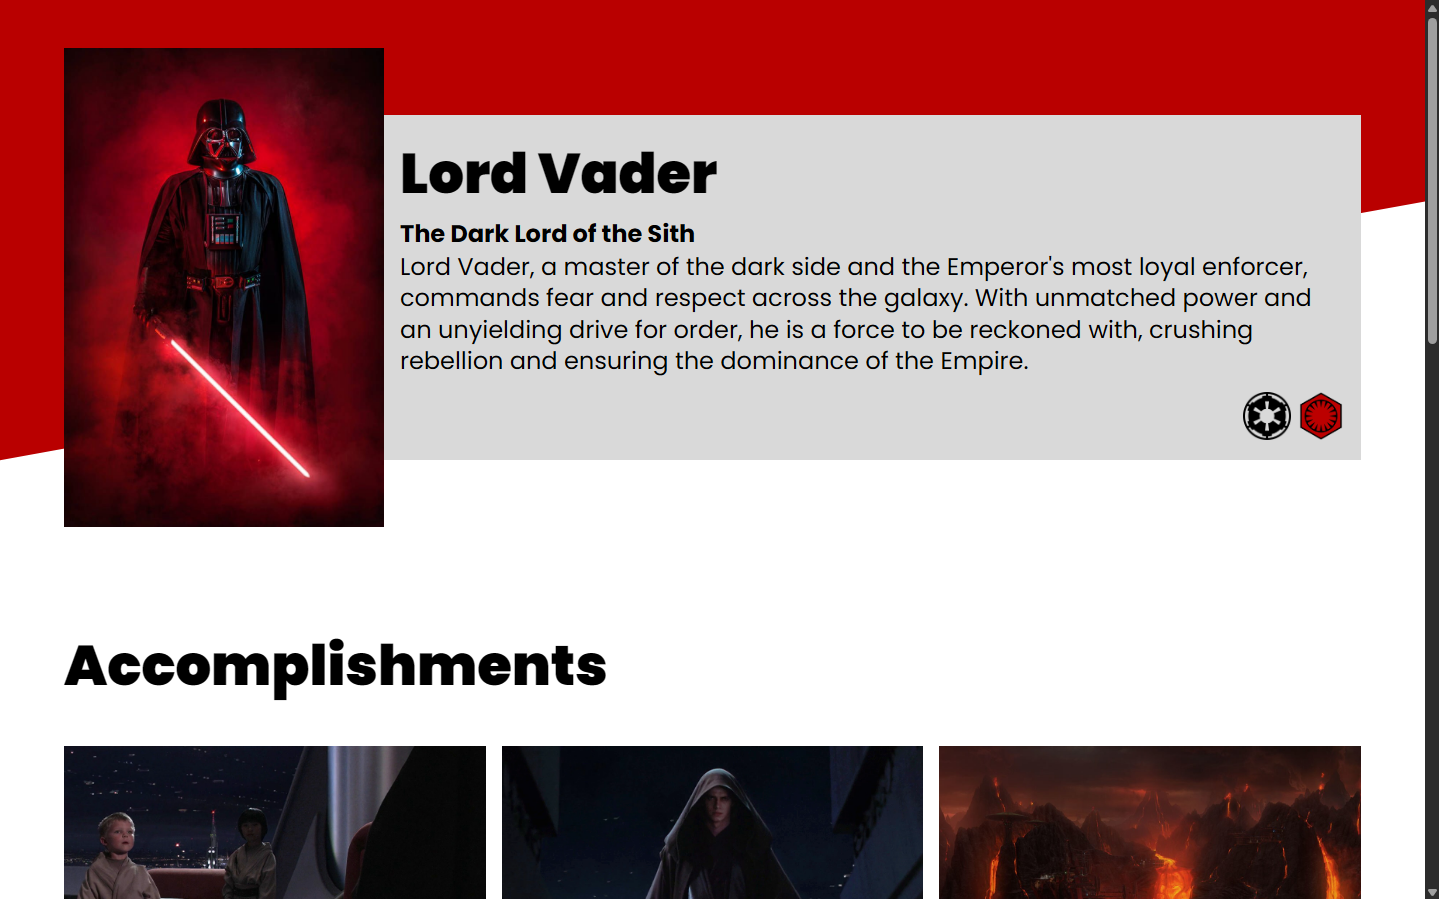 Lord Vader
The Dark Lord of the Sith
Lord Vader, a master of the dark side and the Emperor's most loyal enforcer,
commands fear and respect across the galaxy. With unmatched power and
an unyielding drive for order, he is a force to be reckoned with, crushing
rebellion and ensuring the dominance of the Empire.
Accomplishments